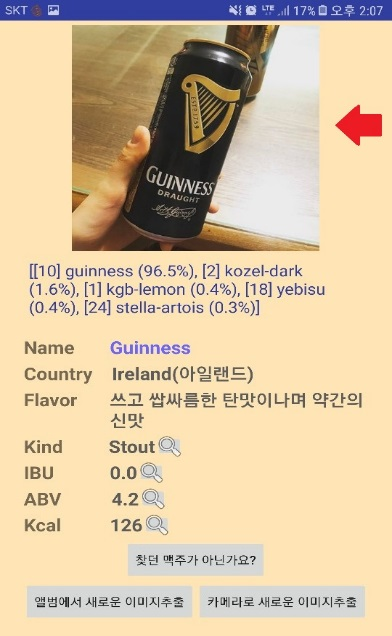 SKT LTE 17% 오후 2:07
ESTD 1759
GUINNESS
DRAUGHT
[[10] guinness (96.5%), [2] kozel-dark
(1.6%), [1] kgb-lemon (0.4%), [18] yebisu
(0.4%), [24] stella-artois (0.3%)]
Name Guinness
Country Ireland(아일랜드)
Flavor 쓰고 쌉싸름한 탄맛이나며 약간의
신맛
Kind Stout
IBU 0.0
ABV 4.2
Kcal 126
찾던 맥주가 아닌가요?
앨범에서 새로운 이미지추출 카메라로 새로운 이미지추출